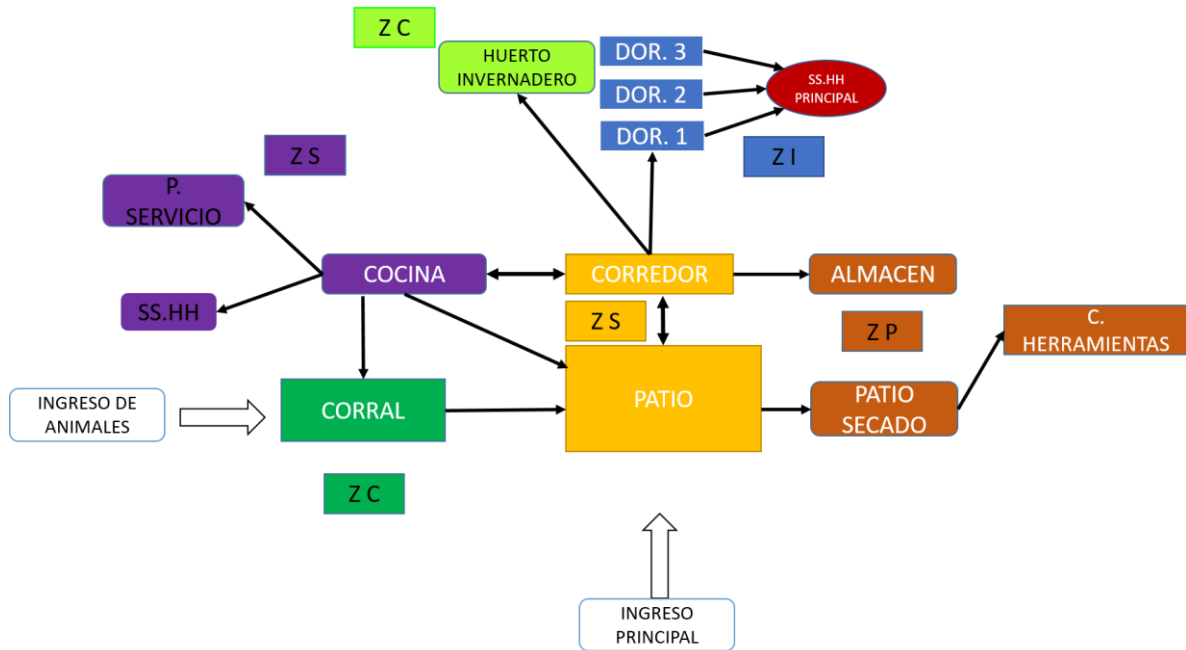 Z C
HUERTO
INVERNADERO
DOR. 3
DOR. 2
DOR. 1
SS.HH
PRINCIPAL
Z I
Z S
P.
SERVICIO
SS.HH
COCINA
CORREDOR
ALMACEN
Z S
Z P
C.
HERRAMIENTAS
INGRESO DE
ANIMALES
CORRAL
PATIO
PATIO
SECADO
Z C
INGRESO
PRINCIPAL